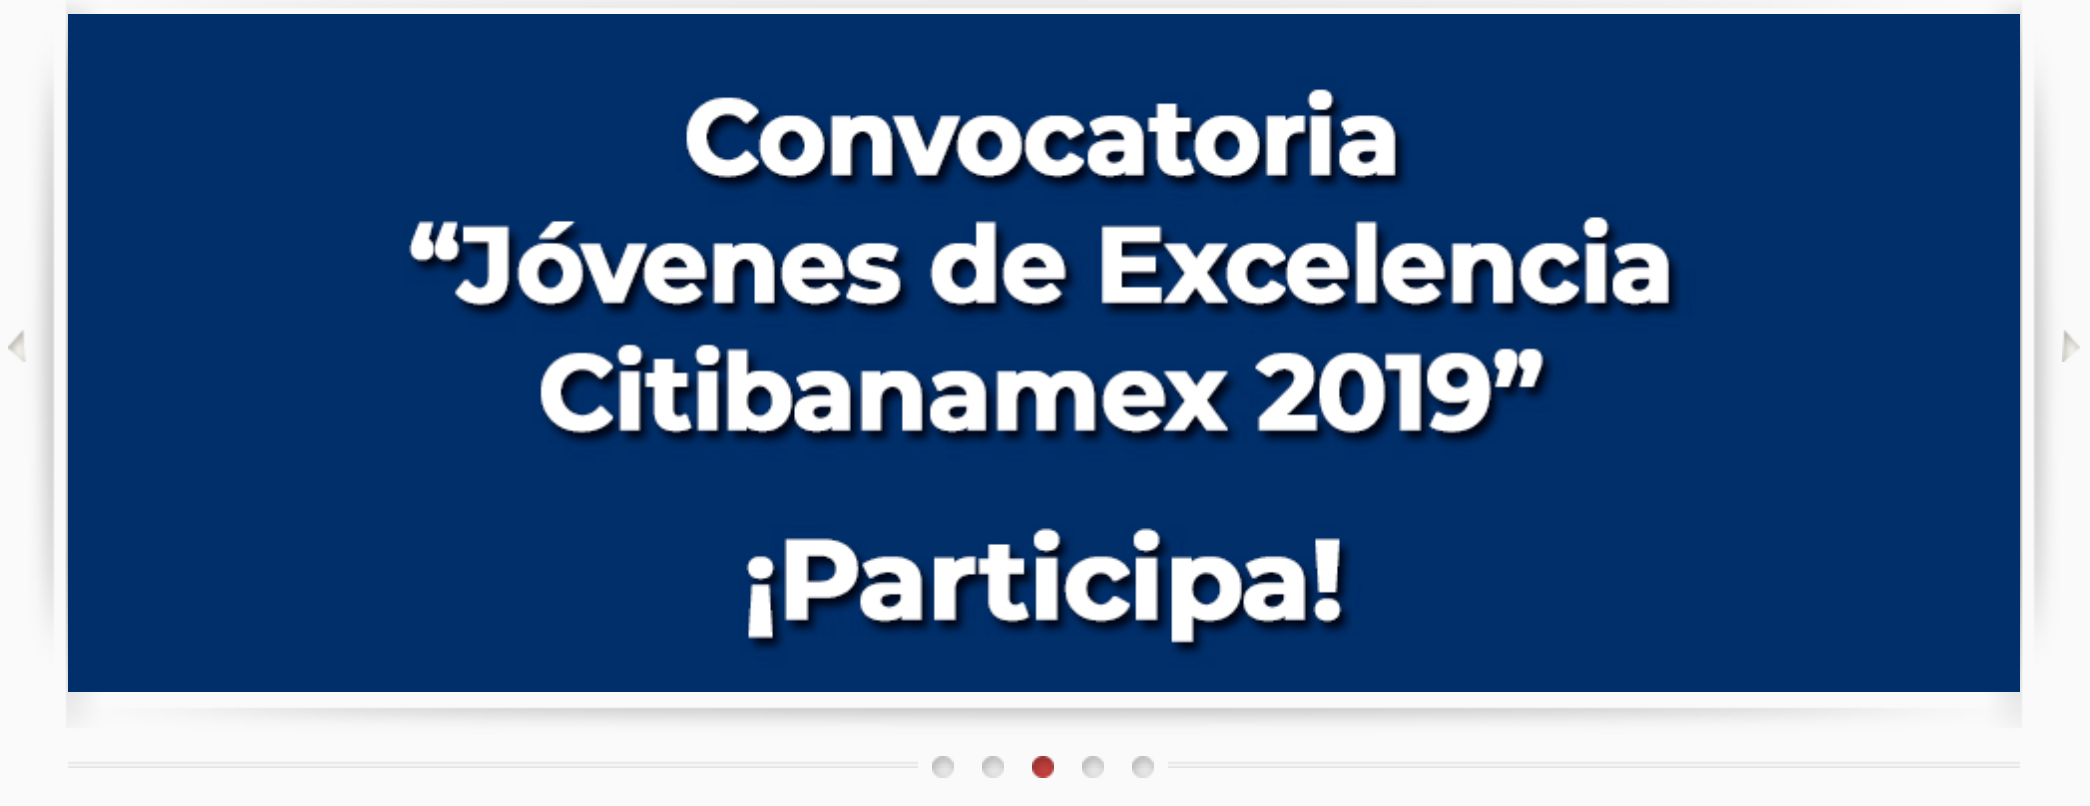 Convocatoria
“Jóvenes de Excelencia
Citibanamex 2019”
¡Participa!